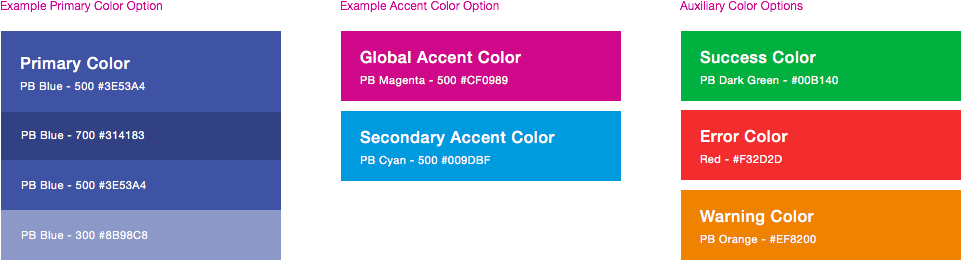 Example Primary Color Option
Primary Color
PB Blue - 500 #3E53A4
PB Blue - 700 #314183
PB Blue - 500 #3E53A4
PB Blue - 300 #8B98C8
Example Accent Color Option
Global Accent Color
PB Magenta - 500 #CF0989
Secondary Accent Color
PB Cyan - 500 #009DBF
Auxiliary Color Options
Success Color
PB Dark Green - #00B140
Error Color
Red - #F32D2D
Warning Color
PB Orange - #EF8200